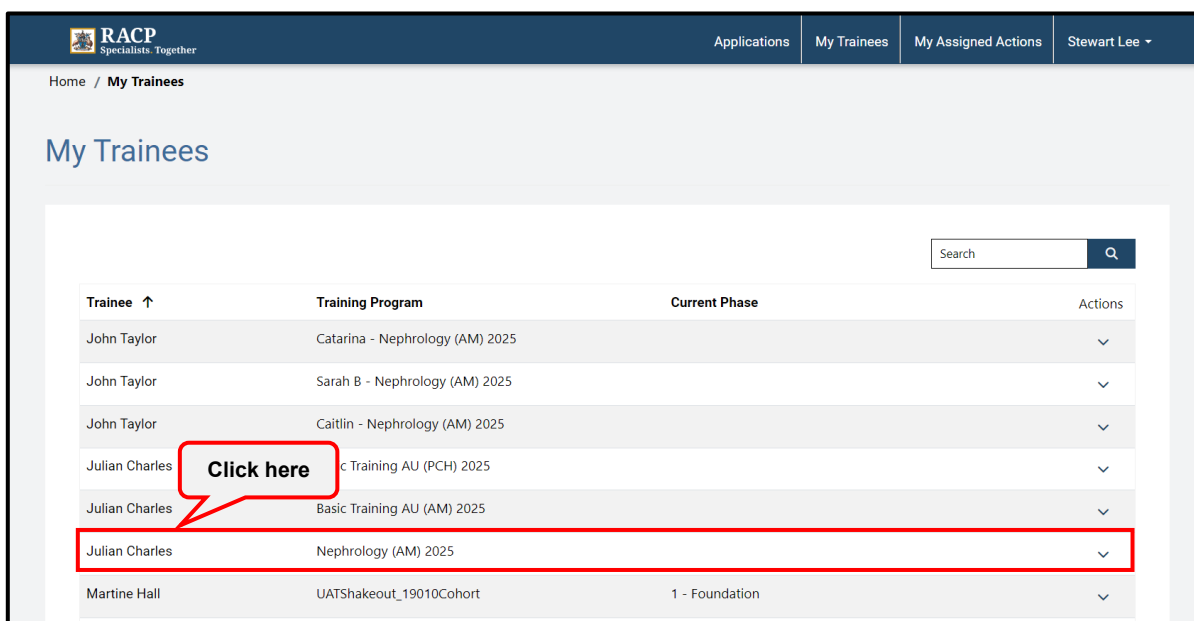 RACP
Specialists. Together
Applications
My Trainees
My Assigned Actions
Stewart Lee
Home / My Trainees
My Trainees
Search
Trainee ↑ Training Program Current Phase Actions
John Taylor Catarina - Nephrology (AM) 2025
John Taylor Sarah B - Nephrology (AM) 2025
John Taylor Caitlin - Nephrology (AM) 2025
Click here
Julian Charles c Training AU (PCH) 2025
Julian Charles Basic Training AU (AM) 2025
Julian Charles Nephrology (AM) 2025
Martine Hall UATShakeout_19010Cohort 1 - Foundation